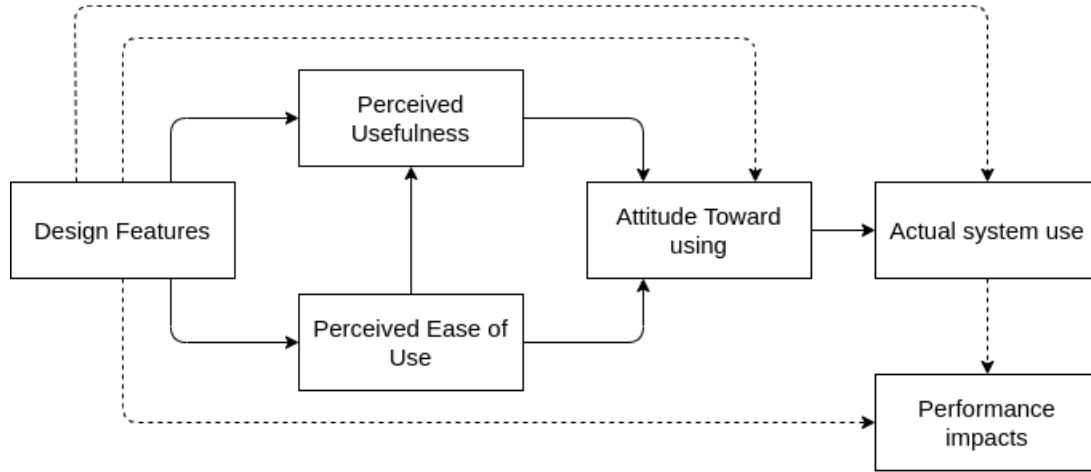 Perceived
Usefulness
Design Features
Attitude Toward
using
Actual system use
Perceived Ease of
Use
Performance
impacts